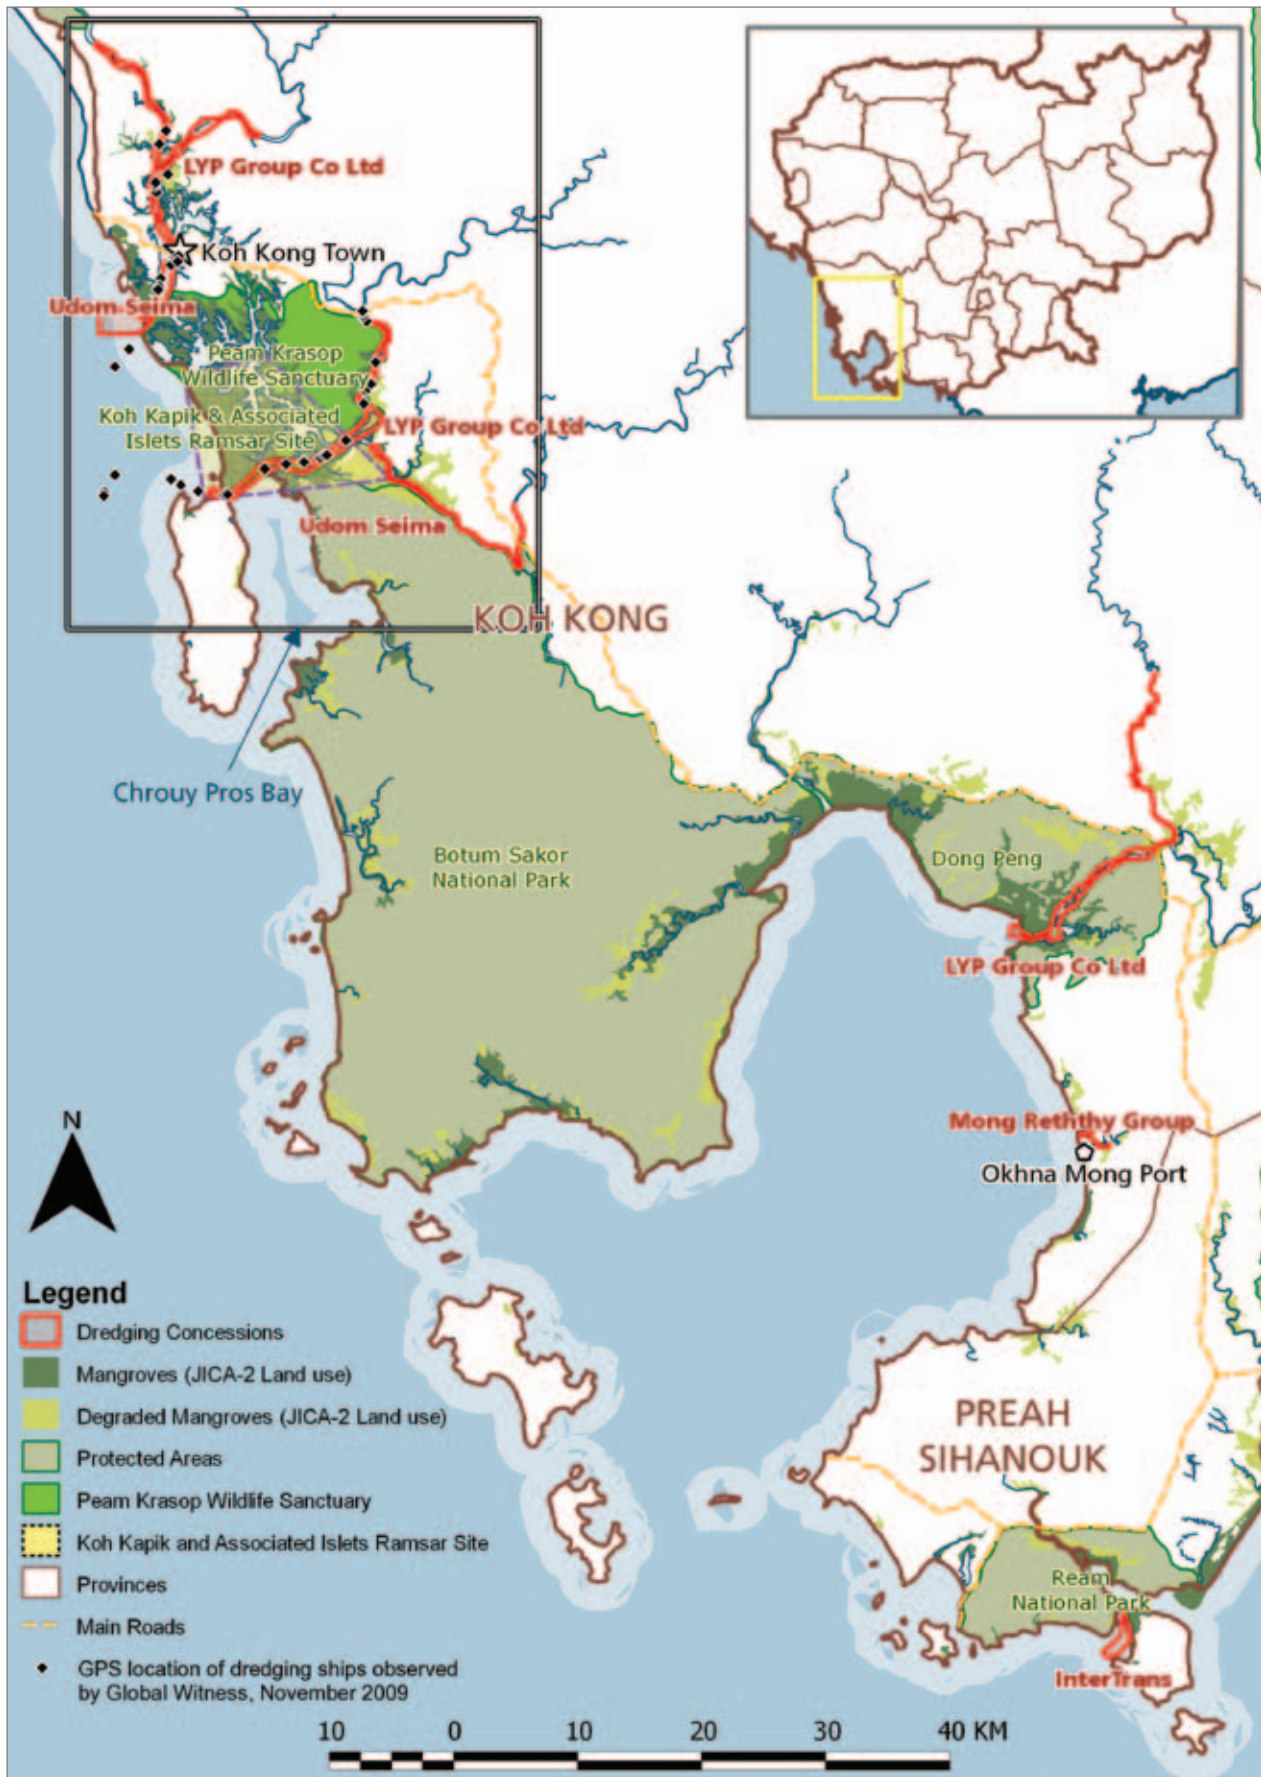 LYP Group Co Ltd
Koh Kong Town
Udom Seima
Peam Krasop
Wildlife Sanctuary
Koh Kapik & Associated
Islets Ramsar Site
LYP Group Co Ltd
Udom Seima
KOH KONG
Chrouy Pros Bay
Botum Sakor
National Park
Dong Peng
LYP Group Co Ltd
Mong Reththy Group
Okhna Mong Port
N
PREAH
SIHANOUK
Ream
National Park
InterTrans
Legend
Dredging Concessions
Mangroves (JICA-2 Land use)
Degraded Mangroves (JICA-2 Land use)
Protected Areas
Peam Krasop Wildlife Sanctuary
Koh Kapik and Associated Islets Ramsar Site
Provinces
Main Roads
GPS location of dredging ships observed
by Global Witness, November 2009
10 0 10 20 30 40 KM